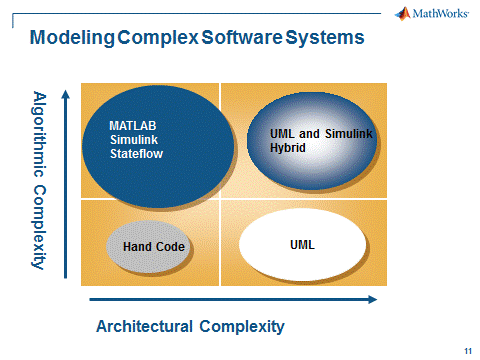 MathWorks
Modeling Complex Software Systems
Algorithmic Complexity
MATLAB
Simulink
Stateflow
UML and Simulink
Hybrid
Hand Code
UML
Architectural Complexity
11